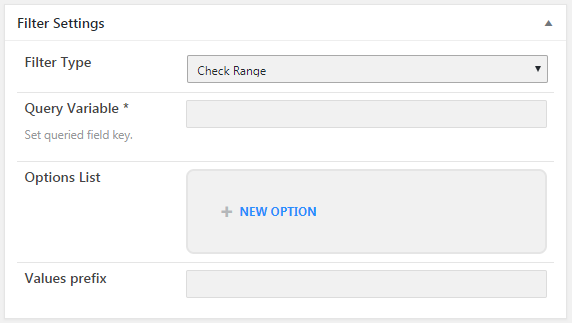 Filter Settings
Filter Type
Check Range
Query Variable *
Set queried field key.
Options List
+ NEW OPTION
Values prefix